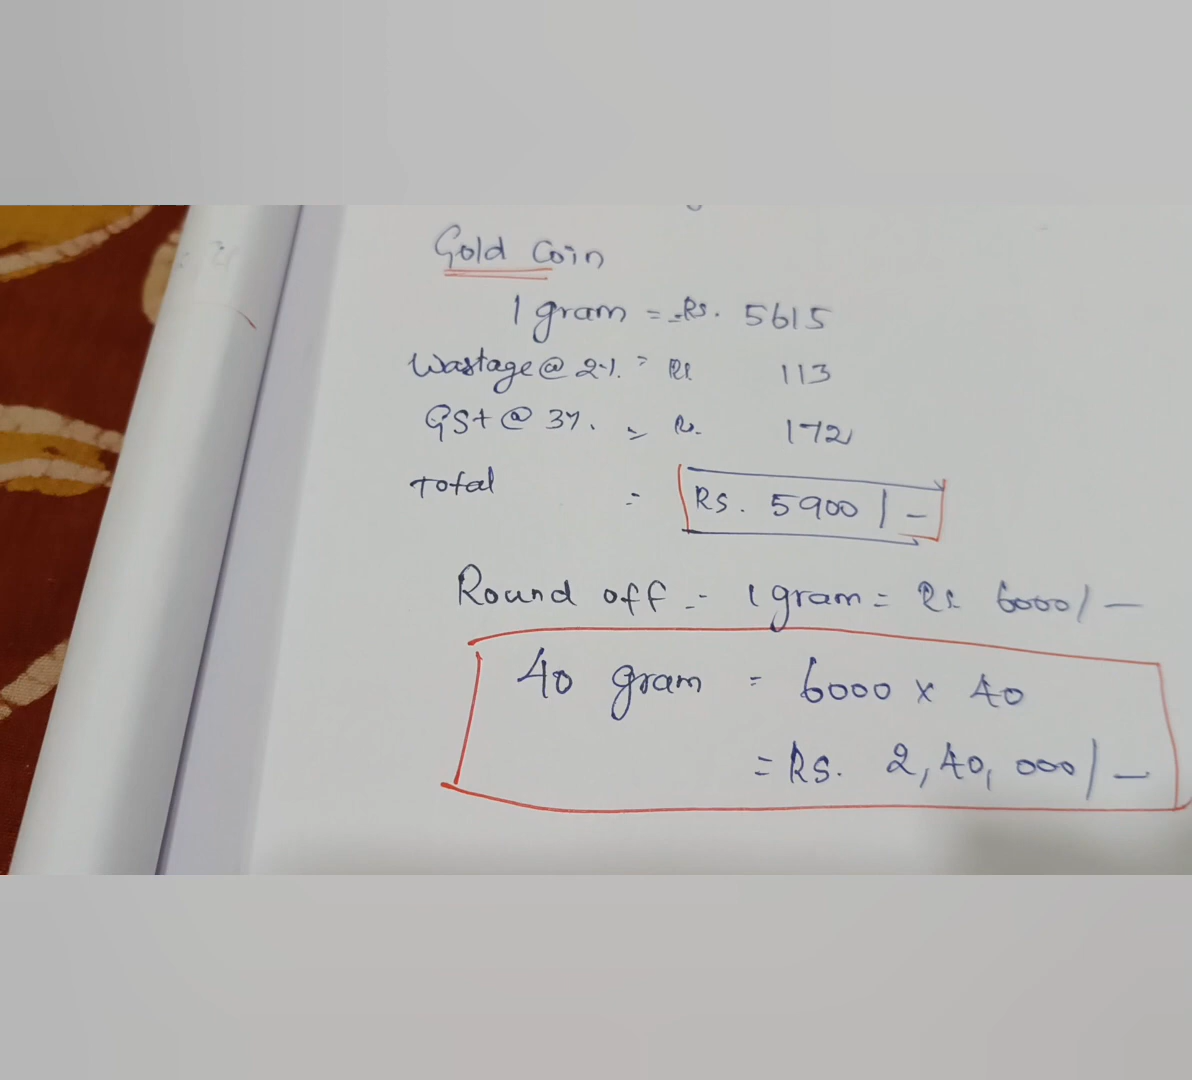 Gold Coin
1 gram = Rs. 5615
Wastage @ 2%. = Rs 113
GSt @ 3%. = Rs. 172
Total = Rs. 5900/-
Round off :- 1 gram = Rs 6000/-
40 gram = 6000 x 40
= Rs. 2,40,000/-